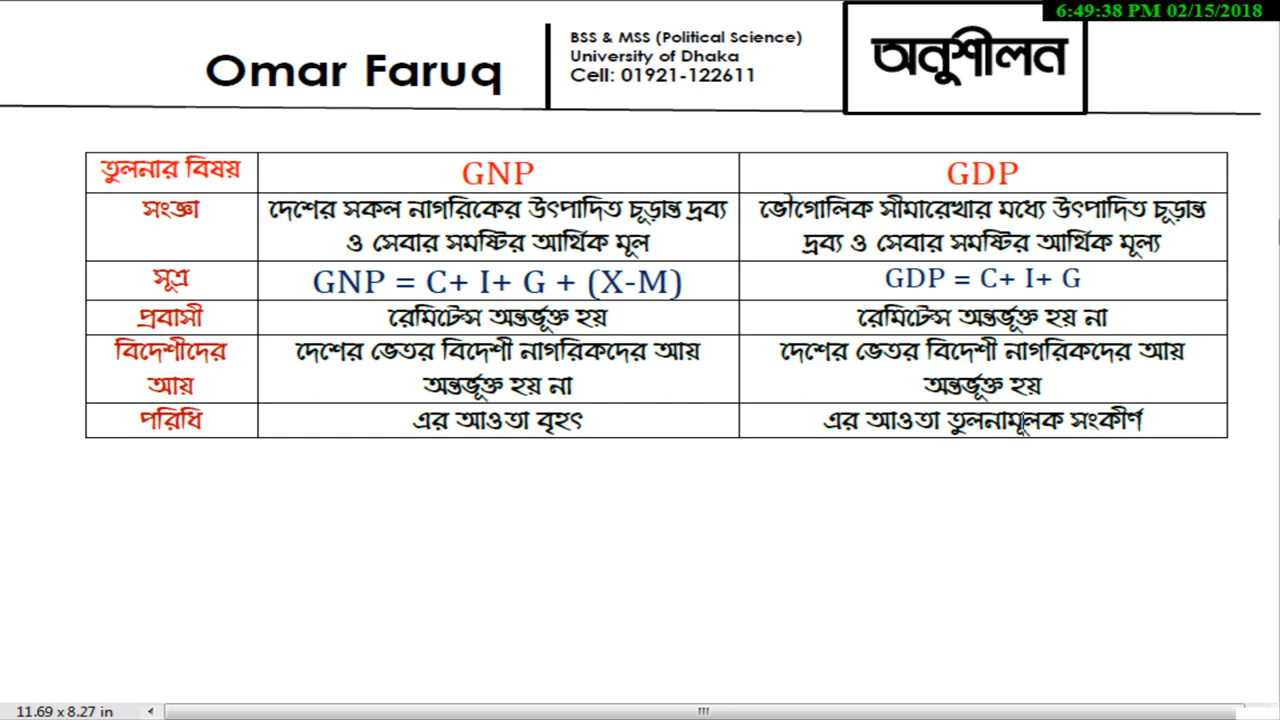 6:49:38 PM 02/15/2018
Omar Faruq
BSS & MSS (Political Science)
University of Dhaka
Cell: 01921-122611
অনুশীলন
তুলনার বিষয় GNP GDP
সংজ্ঞা দেশের সকল নাগরিকের উৎপাদিত চূড়ান্ত দ্রব্য ভৌগোলিক সীমারেখার মধ্যে উৎপাদিত চূড়ান্ত
ও সেবার সমষ্টির আর্থিক মূল দ্রব্য ও সেবার সমষ্টির আর্থিক মূল্য
সূত্র GNP = C+ I+ G + (X-M) GDP = C+ I+ G
প্রবাসী রেমিটেন্স অন্তর্ভূক্ত হয় রেমিটেন্স অন্তর্ভূক্ত হয় না
বিদেশীদের দেশের ভেতর বিদেশী নাগরিকদের আয় দেশের ভেতর বিদেশী নাগরিকদের আয়
আয় অন্তর্ভূক্ত হয় না অন্তর্ভূক্ত হয়
পরিধি এর আওতা বৃহৎ এর আওতা তুলনামূলক সংকীর্ণ
11.69 x 8.27 in